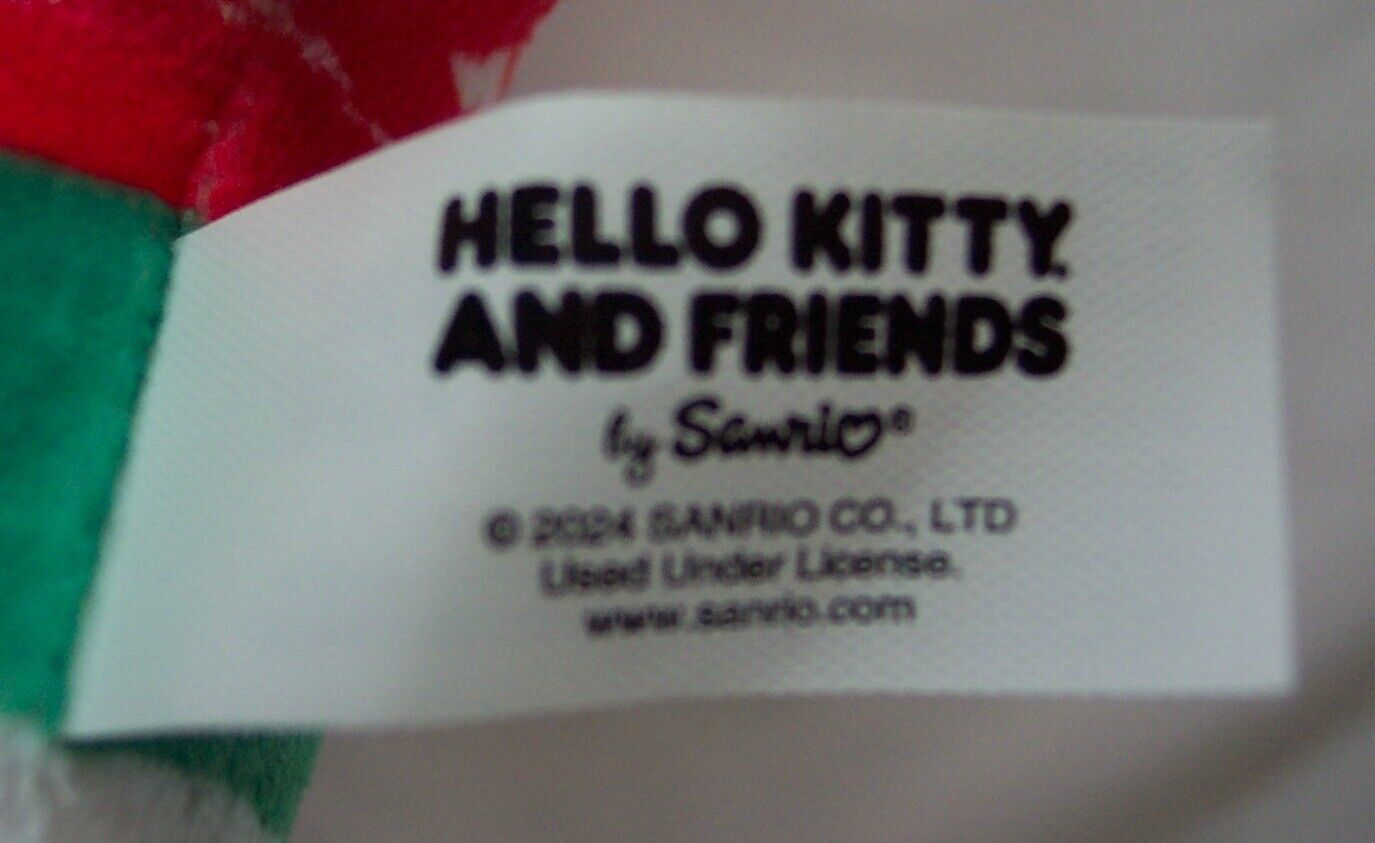 HELLO KITTY
AND FRIENDS
by Sanrio®
© 2024 SANRIO CO., LTD
Used Under License.
www.sanrio.com